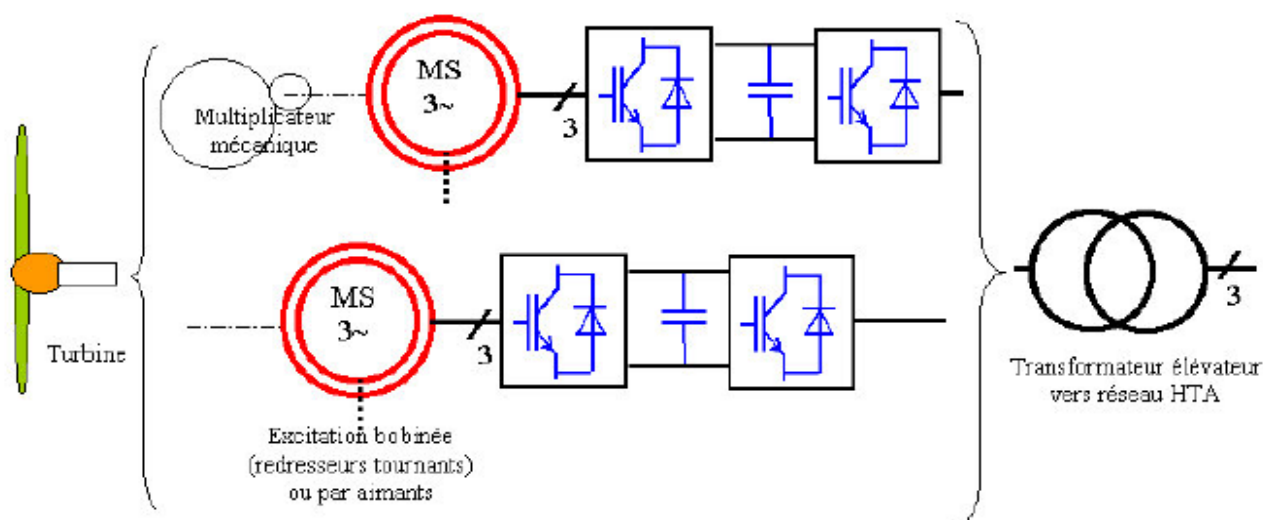 MS
3~
Multiplicateur
mécanique
3
MS
3~
3
Turbine
Excitation bobinée
(redresseurs tournants)
ou par aimants
3
Transformateur élévateur
vers réseau HTA